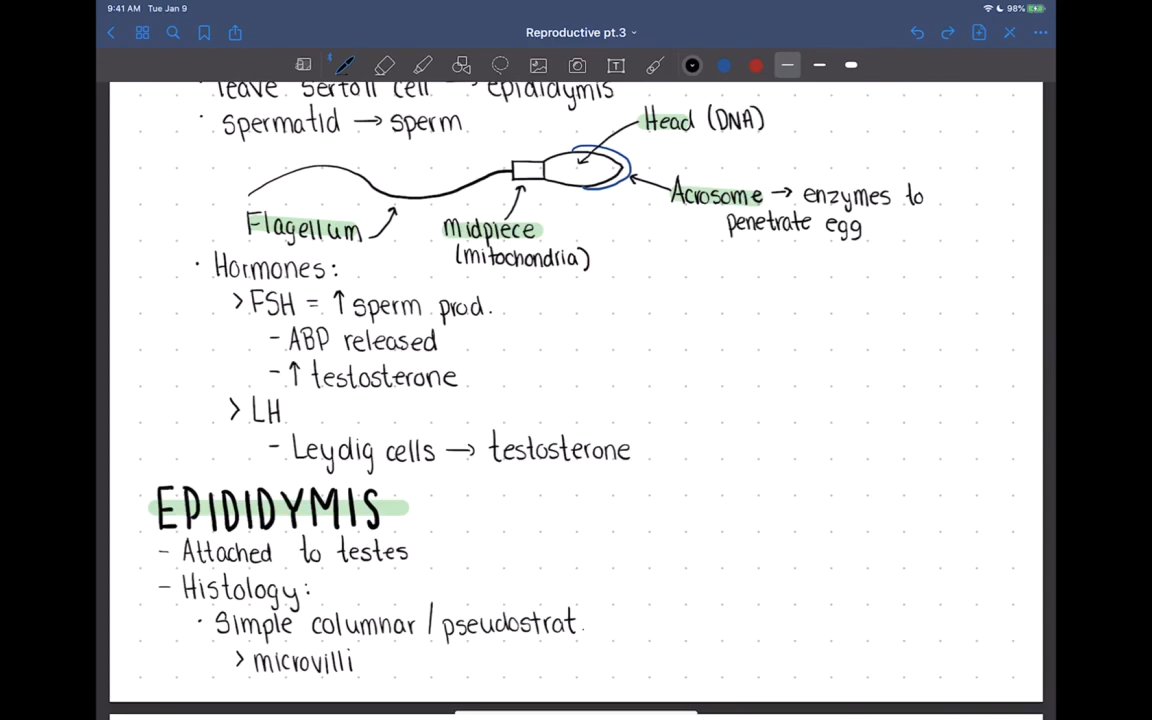 9:41 AM Tue Jan 9
98%
Reproductive pt.3
· leave Sertoli Cell → epididymis
· spermatid → sperm
Head (DNA)
Acrosome → enzymes to
penetrate egg
Flagellum
Midpiece
(mitochondria)
· Hormones:
> FSH = ↑ sperm prod.
- ABP released
- ↑ testosterone
> LH
- Leydig cells → testosterone
EPIDIDYMIS
- Attached to testes
- Histology:
· Simple columnar / pseudostrat.
> microvilli